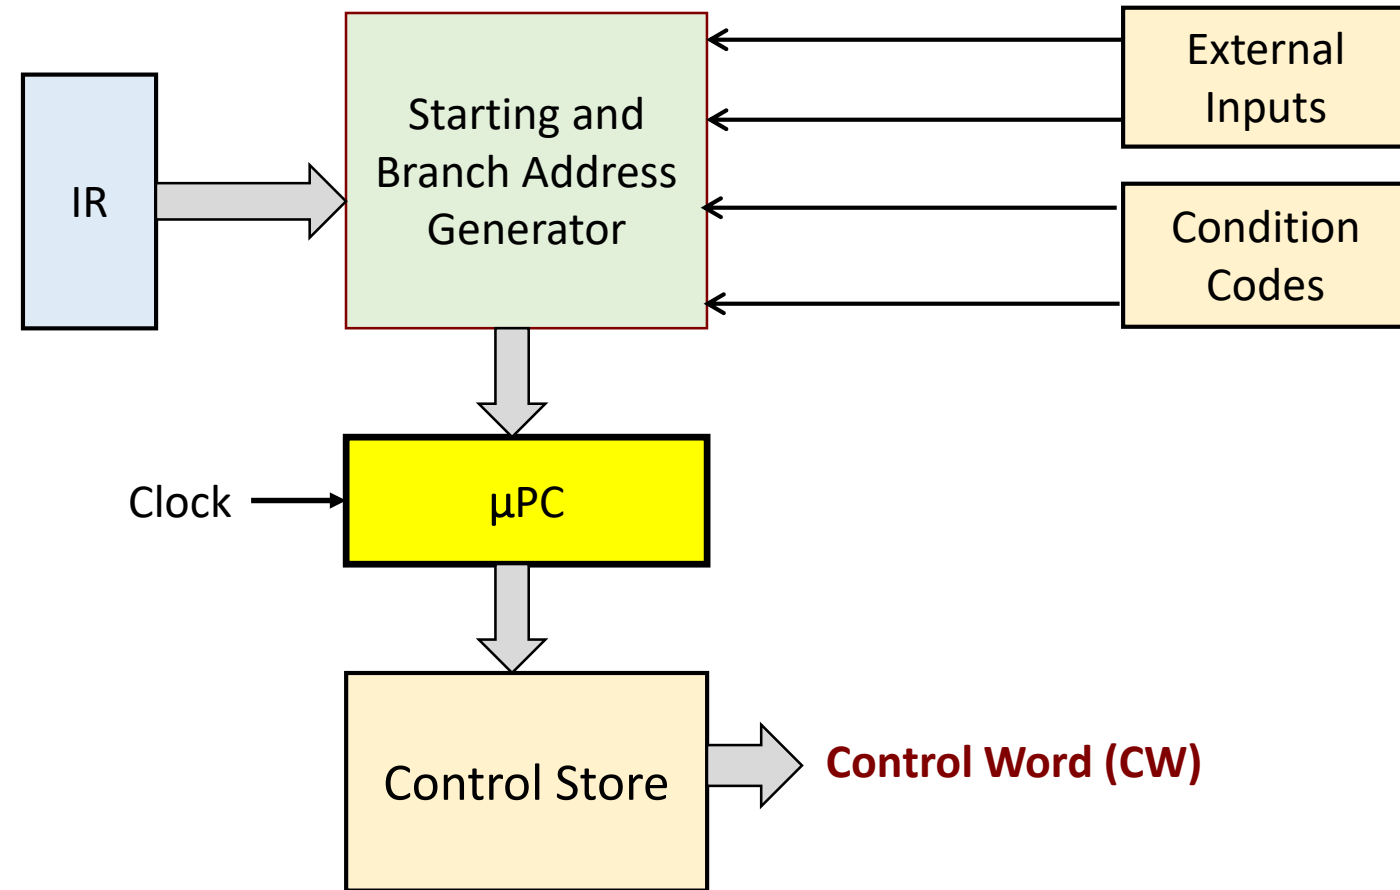 External
Inputs
Starting and
Branch Address
Generator
IR
Condition
Codes
Clock
µPC
Control Store
Control Word (CW)